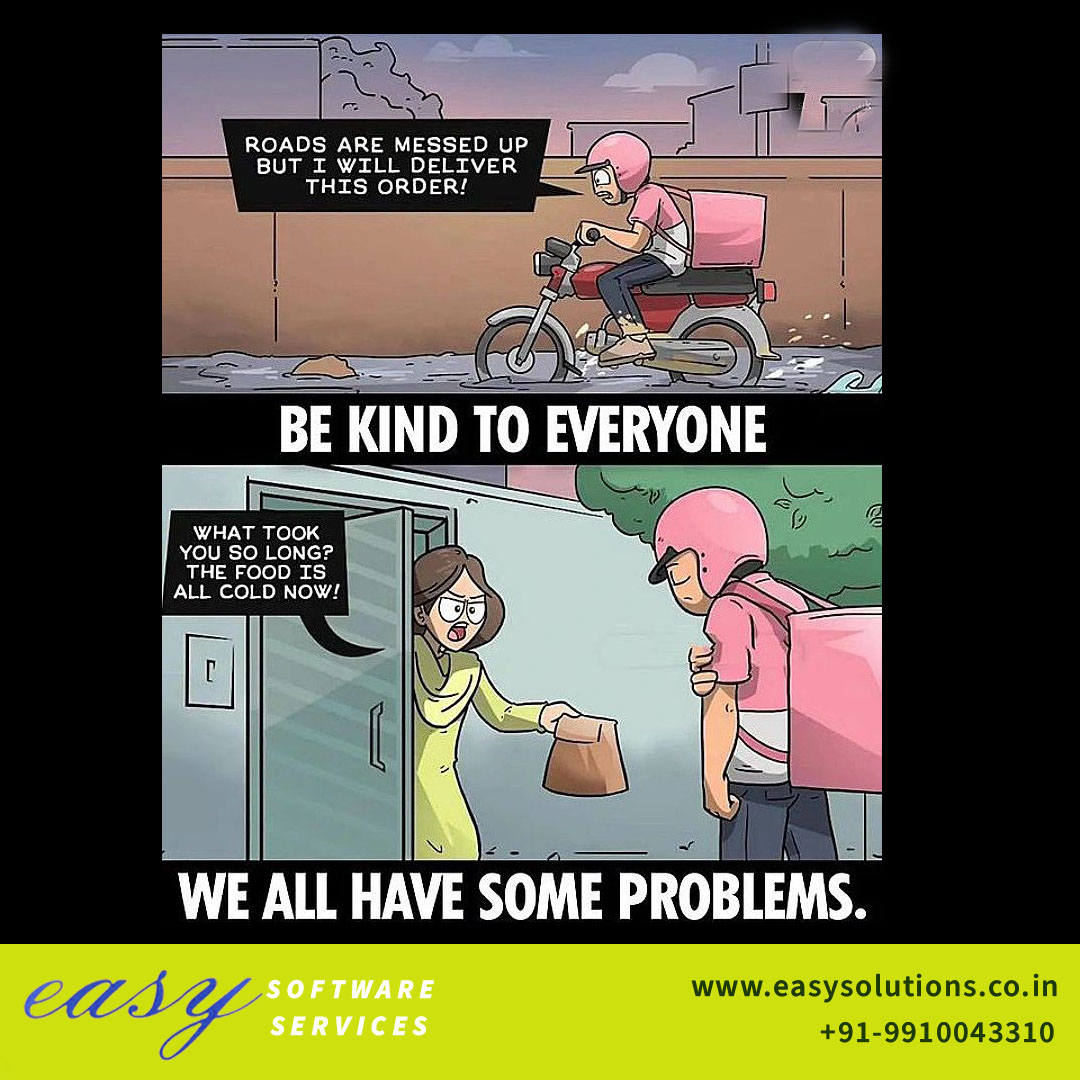 ROADS ARE MESSED UP
BUT I WILL DELIVER
THIS ORDER!
BE KIND TO EVERYONE
WHAT TOOK
YOU SO LONG?
THE FOOD IS
ALL COLD NOW!
WE ALL HAVE SOME PROBLEMS.
easy SOFTWARE
SERVICES
www.easysolutions.co.in
+91-9910043310